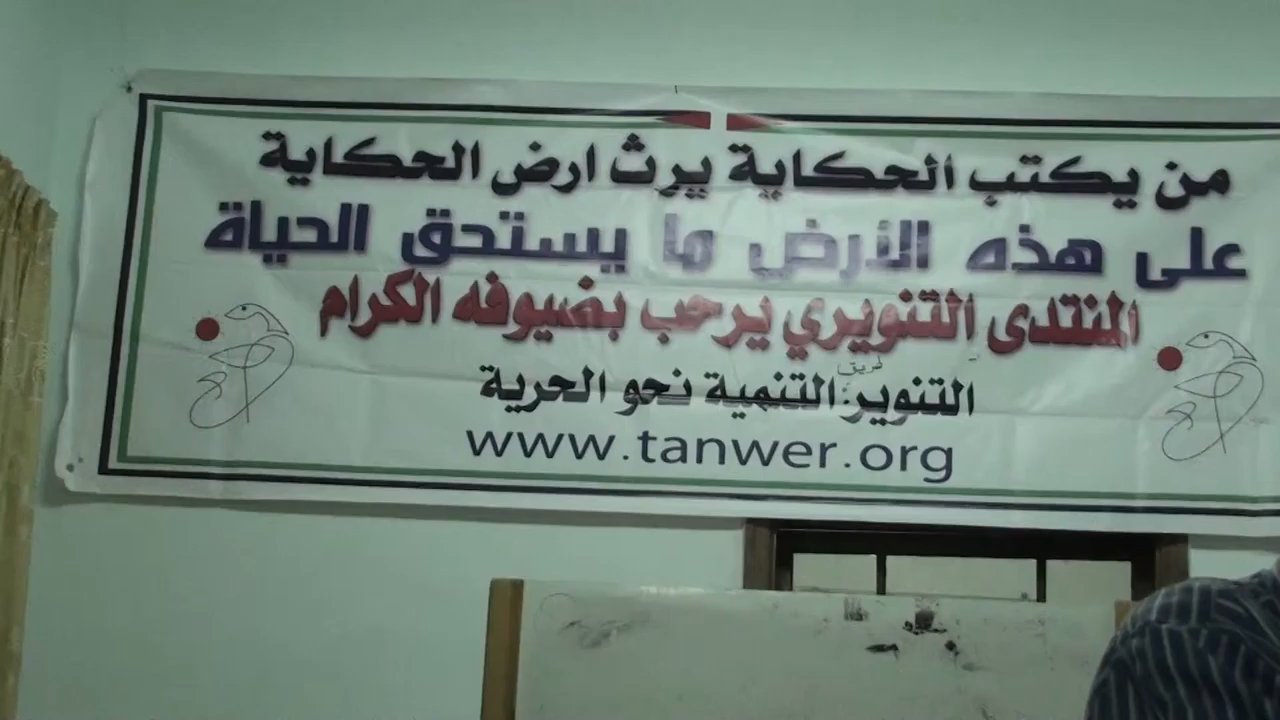 من يكتب الحكاية يرث ارض الحكاية
على هذه الأرض ما يستحق الحياة
المنتدى التنويري يرحب بضيوفه الكرام
طريق
التنوير: التنمية نحو الحرية
www.tanwer.org